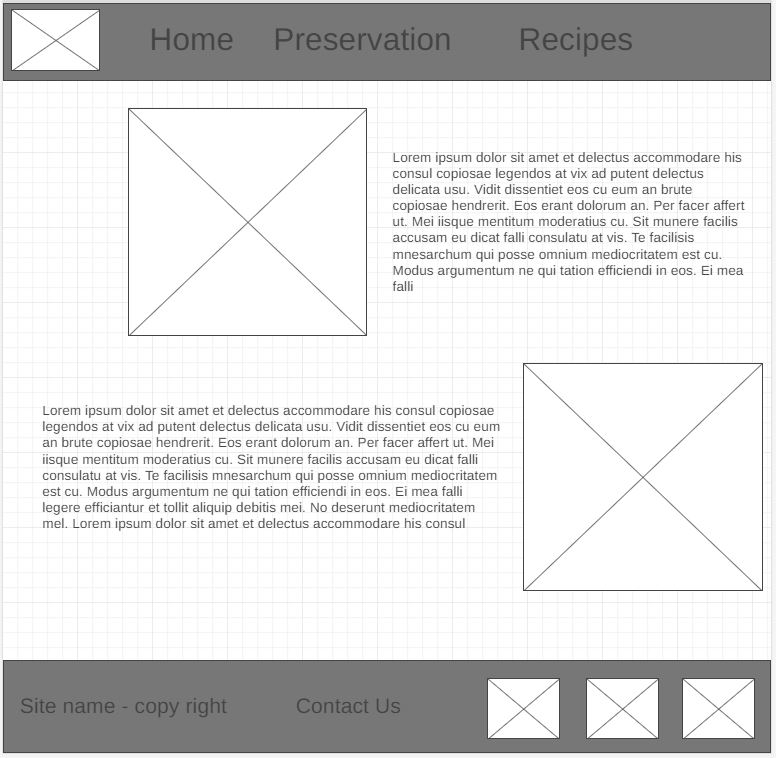 Home Preservation Recipes
Lorem ipsum dolor sit amet et delectus accommodare his
consul copiosae legendos at vix ad putent delectus
delicata usu. Vidit dissentiet eos cu eum an brute
copiosae hendrerit. Eos erant dolorum an. Per facer affert
ut. Mei iisque mentitum moderatius cu. Sit munere facilis
accusam eu dicat falli consulatu at vis. Te facilisis
mnesarchum qui posse omnium mediocritatem est cu.
Modus argumentum ne qui tation efficiendi in eos. Ei mea
falli
Lorem ipsum dolor sit amet et delectus accommodare his consul copiosae
legendos at vix ad putent delectus delicata usu. Vidit dissentiet eos cu eum
an brute copiosae hendrerit. Eos erant dolorum an. Per facer affert ut. Mei
iisque mentitum moderatius cu. Sit munere facilis accusam eu dicat falli
consulatu at vis. Te facilisis mnesarchum qui posse omnium mediocritatem
est cu. Modus argumentum ne qui tation efficiendi in eos. Ei mea falli
legere efficiantur et tollit aliquip debitis mei. No deserunt mediocritatem
mel. Lorem ipsum dolor sit amet et delectus accommodare his consul
Site name - copy right Contact Us